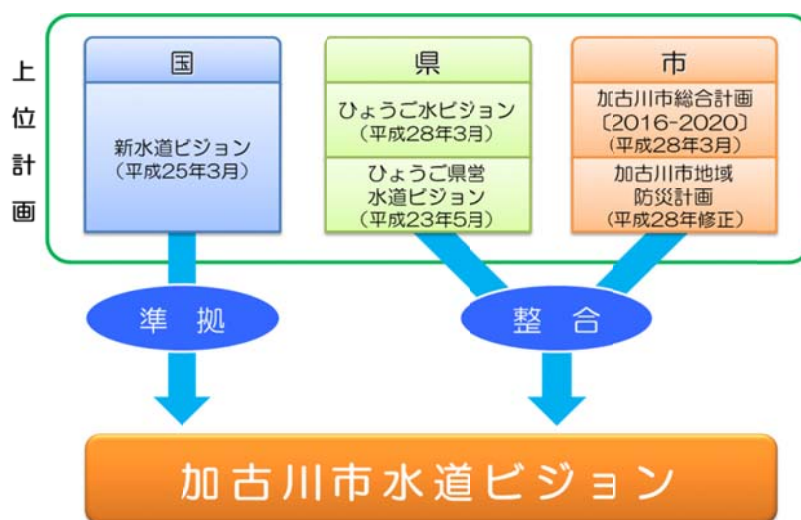 上位計画
国
新水道ビジョン
（平成25年3月）
県
ひょうご水ビジョン
（平成28年3月）
ひょうご県営
水道ビジョン
（平成23年5月）
市
加古川市総合計画
〔2016-2020〕
（平成28年3月）
加古川市地域
防災計画
（平成28年修正）
準 拠
整 合
加古川市水道ビジョン